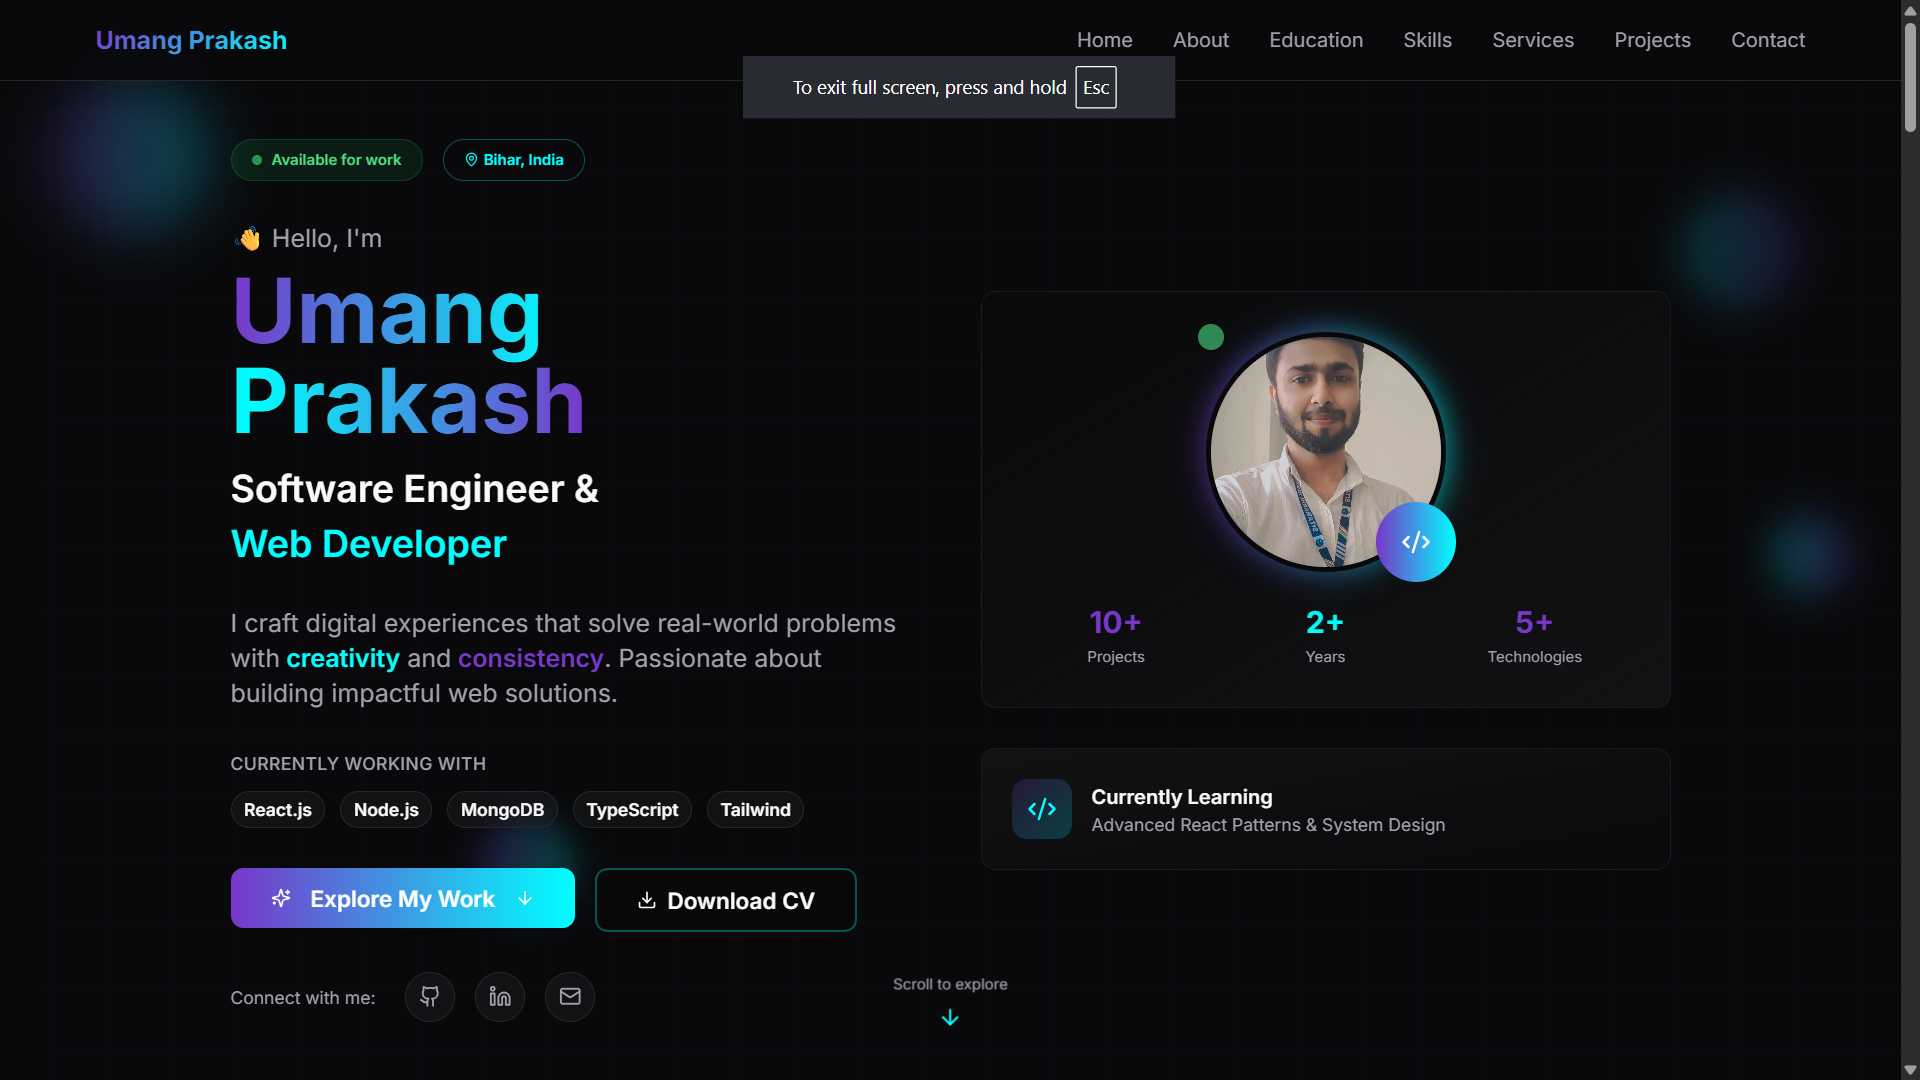 Umang Prakash
Home About Education Skills Services Projects Contact
To exit full screen, press and hold Esc
Available for work
Bihar, India
Hello, I'm
Umang
Prakash
Software Engineer &
Web Developer
I craft digital experiences that solve real-world problems
with creativity and consistency. Passionate about
building impactful web solutions.
CURRENTLY WORKING WITH
React.js Node.js MongoDB TypeScript Tailwind
Explore My Work
Download CV
Connect with me:
10+ 2+ 5+
Projects Years Technologies
Currently Learning
Advanced React Patterns & System Design
Scroll to explore